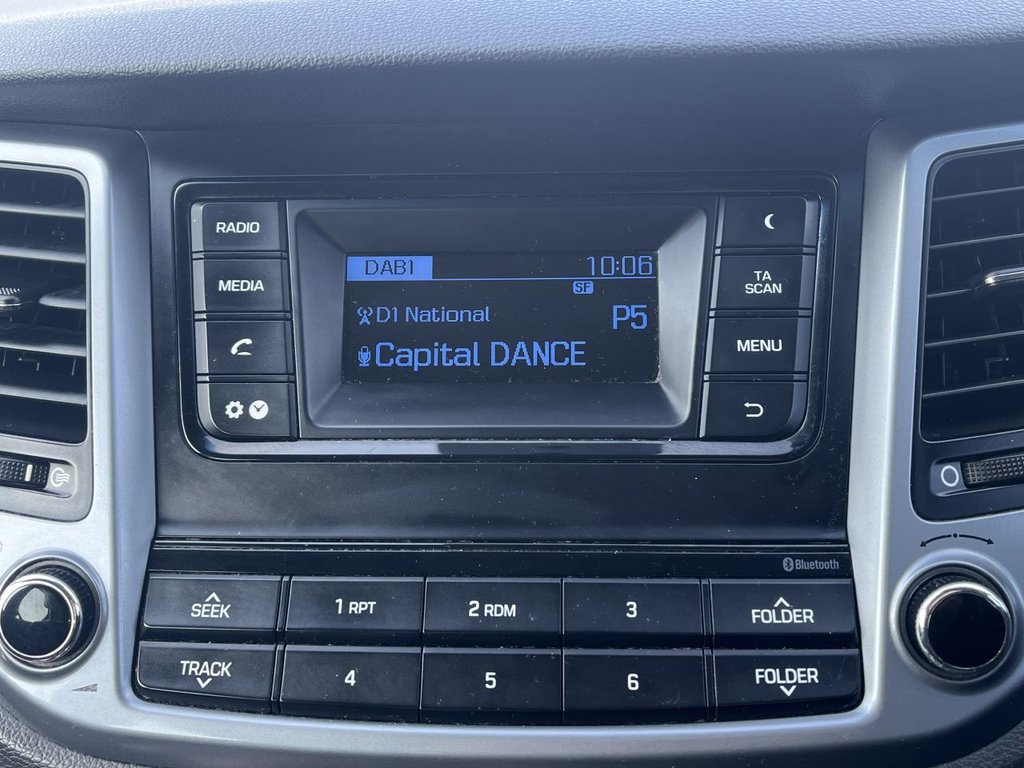 RADIO
MEDIA
DAB1 10:06
SF
D1 National P5
Capital DANCE
TA
SCAN
MENU
Bluetooth
SEEK 1 RPT 2 RDM 3 FOLDER
TRACK 4 5 6 FOLDER